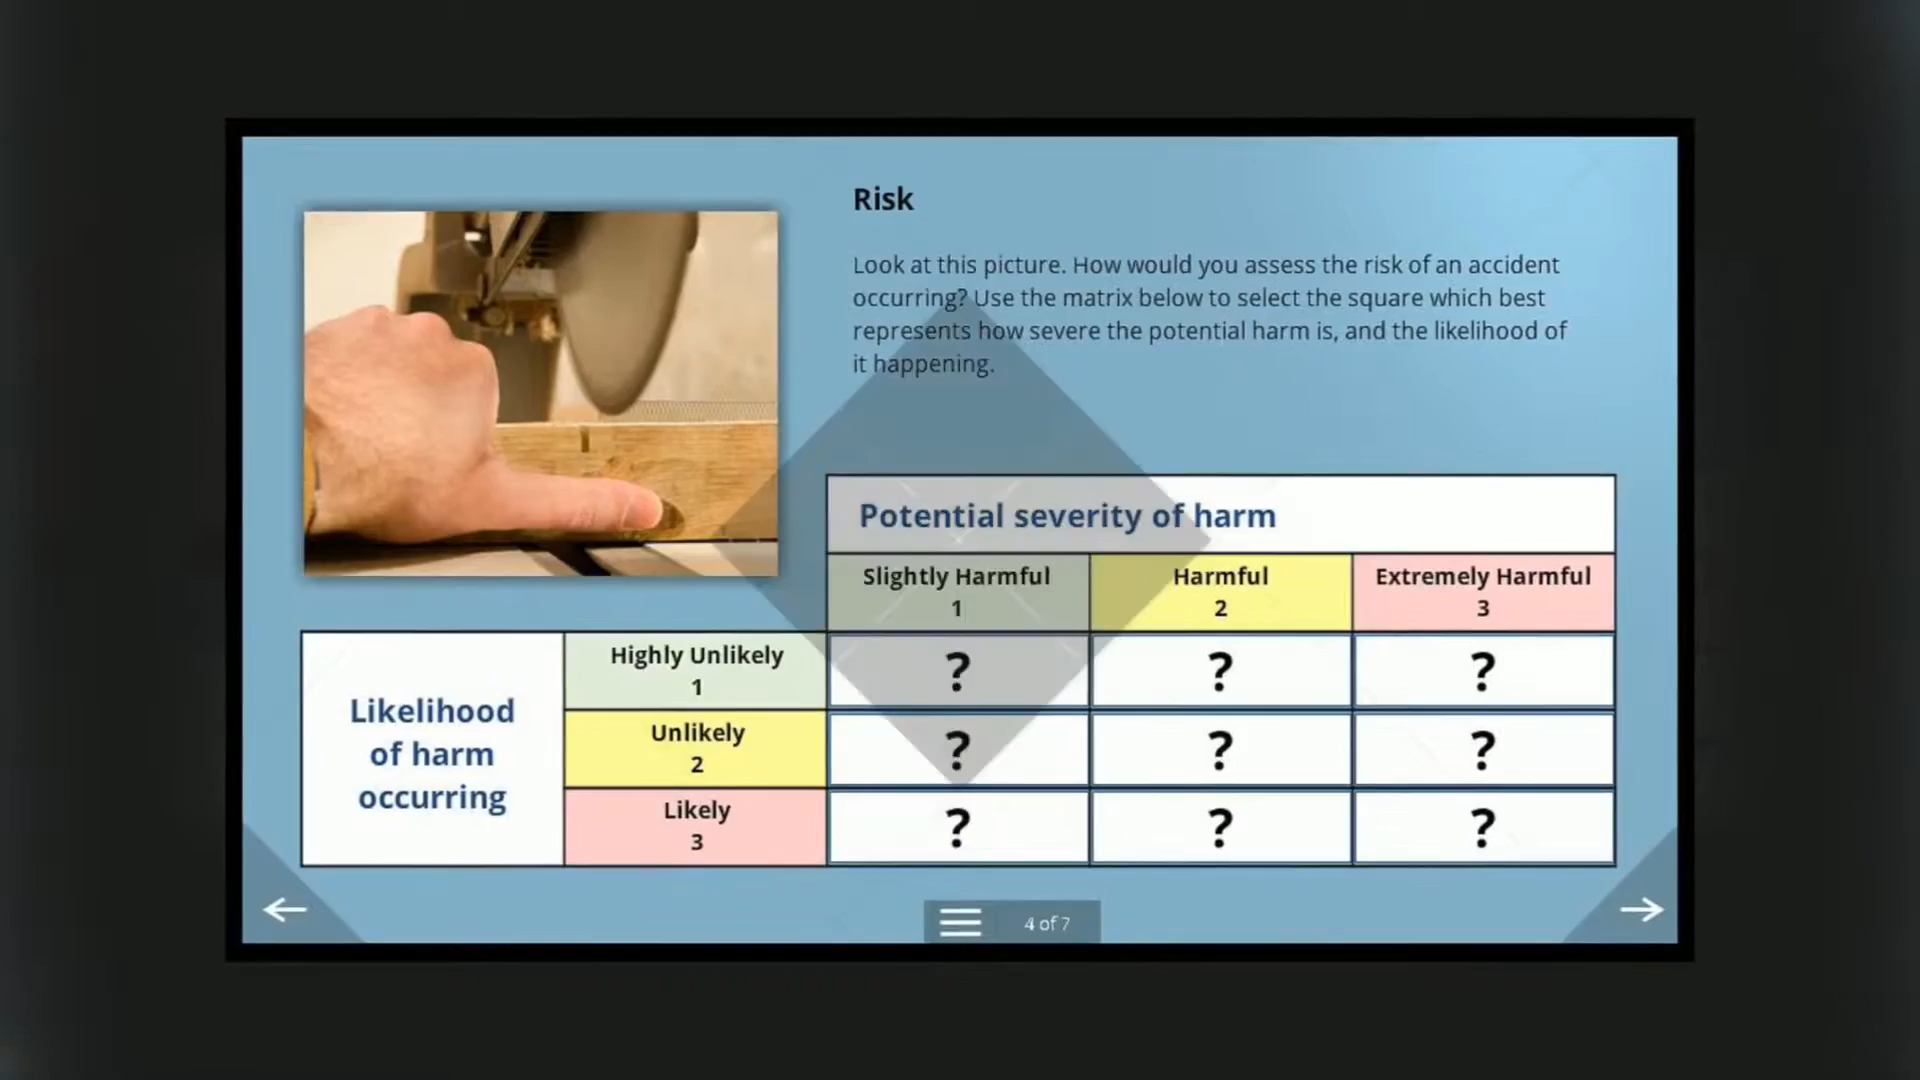 Risk
Look at this picture. How would you assess the risk of an accident
occurring? Use the matrix below to select the square which best
represents how severe the potential harm is, and the likelihood of
it happening.
Potential severity of harm
Slightly Harmful
1
Harmful
2
Extremely Harmful
3
Likelihood
of harm
occurring
Highly Unlikely
1
? ? ?
Unlikely
2
? ? ?
Likely
3
? ? ?
4 of 7